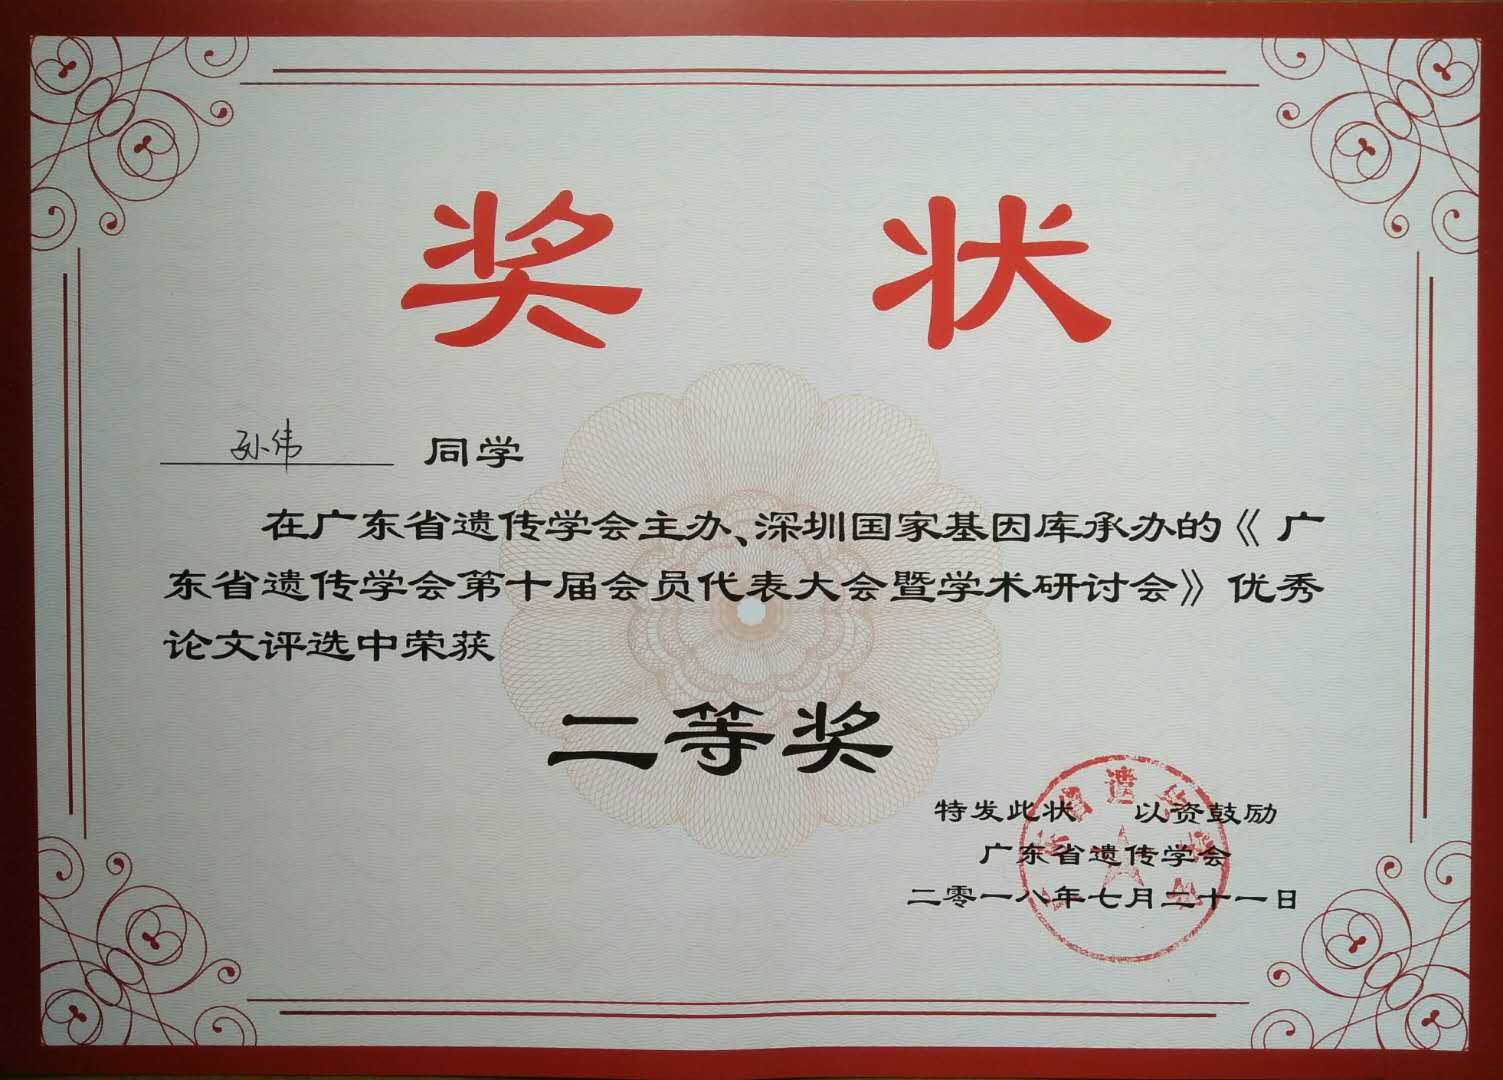 奖 状
孙伟 同学
在广东省遗传学会主办、深圳国家基因库承办的《 广
东省遗传学会第十届会员代表大会暨学术研讨会》优秀
论文评选中荣获
二等奖
特发此状 以资鼓励
广东省遗传学会
二零一八年七月二十一日